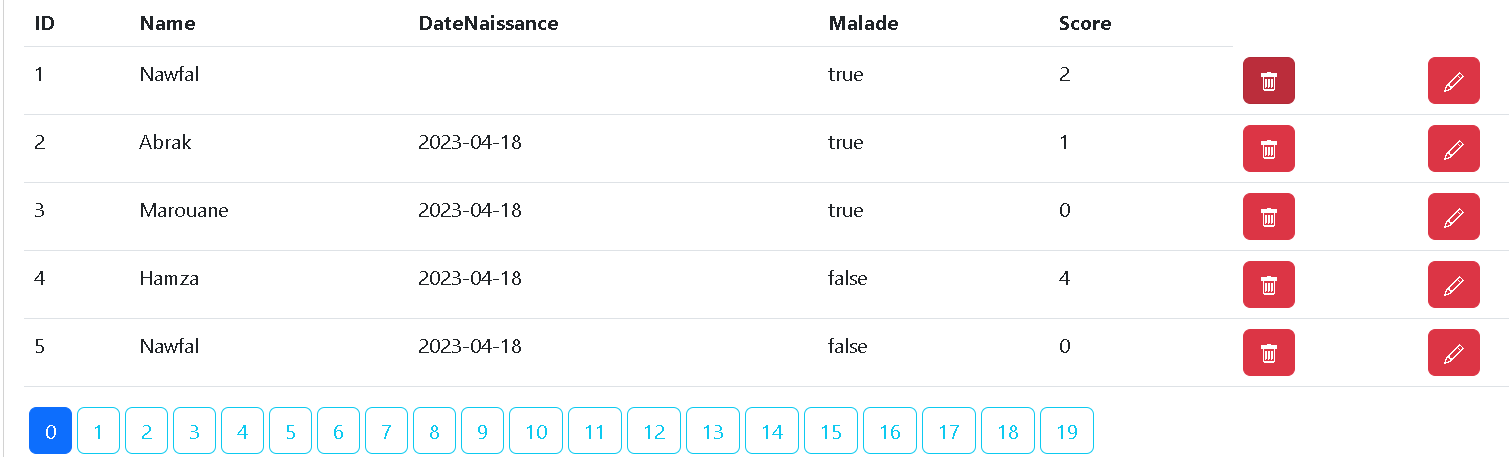 ID Name DateNaissance Malade Score
1 Nawfal true 2
2 Abrak 2023-04-18 true 1
3 Marouane 2023-04-18 true 0
4 Hamza 2023-04-18 false 4
5 Nawfal 2023-04-18 false 0
0 1 2 3 4 5 6 7 8 9 10 11 12 13 14 15 16 17 18 19